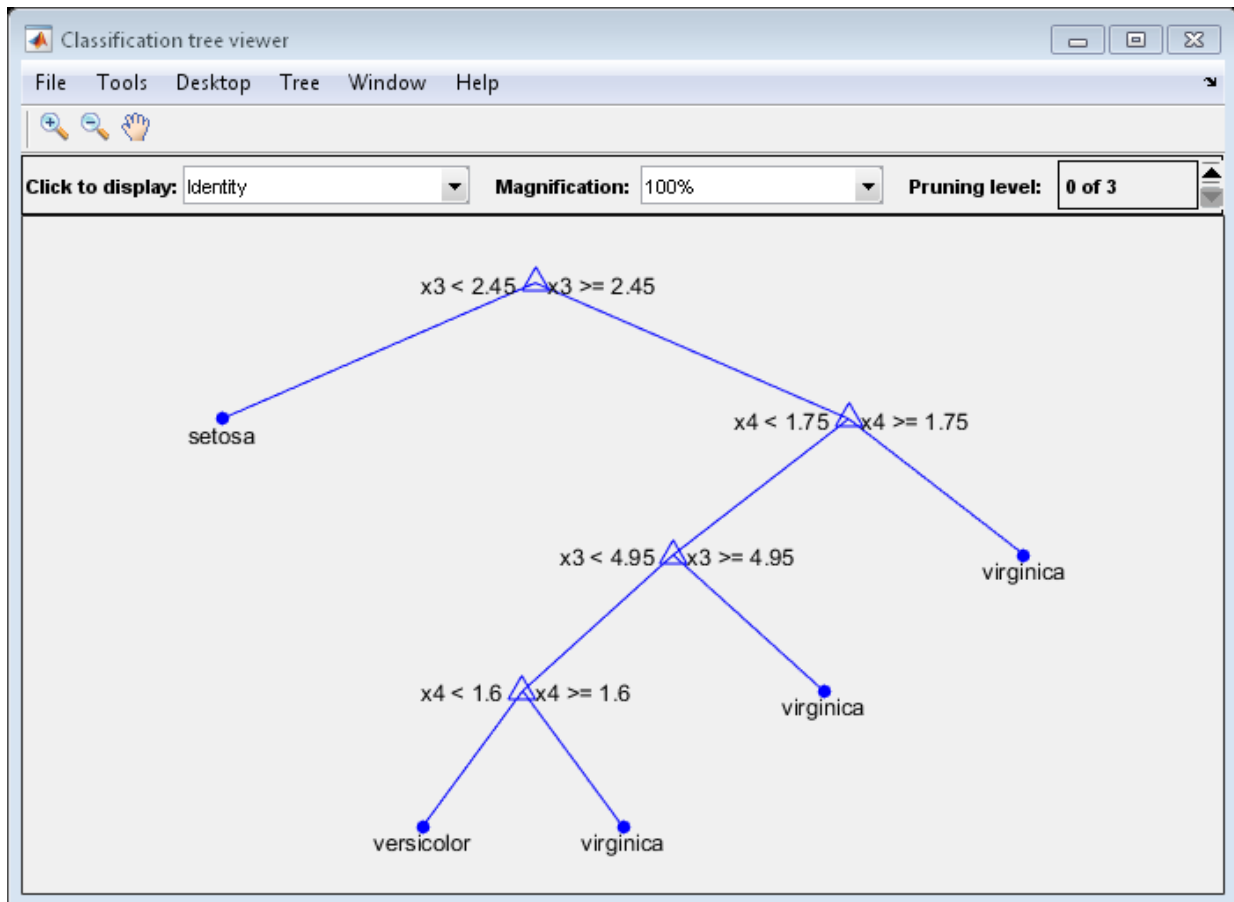 Classification tree viewer
File Tools Desktop Tree Window Help
Click to display: Identity Magnification: 100% Pruning level: 0 of 3
x3 < 2.45 x3 >= 2.45
setosa
x4 < 1.75 x4 >= 1.75
x3 < 4.95 x3 >= 4.95
virginica
x4 < 1.6 x4 >= 1.6
virginica
versicolor virginica